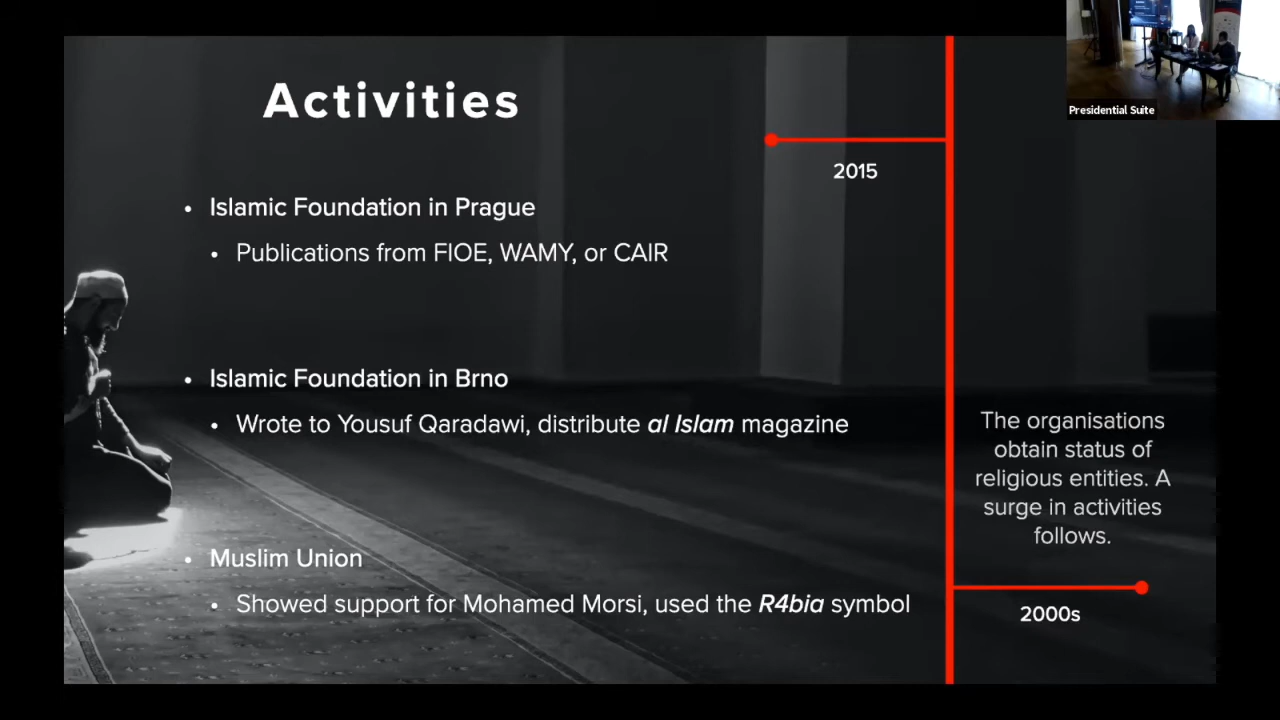 Activities
Presidential Suite
2015
• Islamic Foundation in Prague
• Publications from FIOE, WAMY, or CAIR
• Islamic Foundation in Brno
• Wrote to Yousuf Qaradawi, distribute al Islam magazine
The organisations
obtain status of
religious entities. A
surge in activities
follows.
• Muslim Union
• Showed support for Mohamed Morsi, used the R4bia symbol
2000s